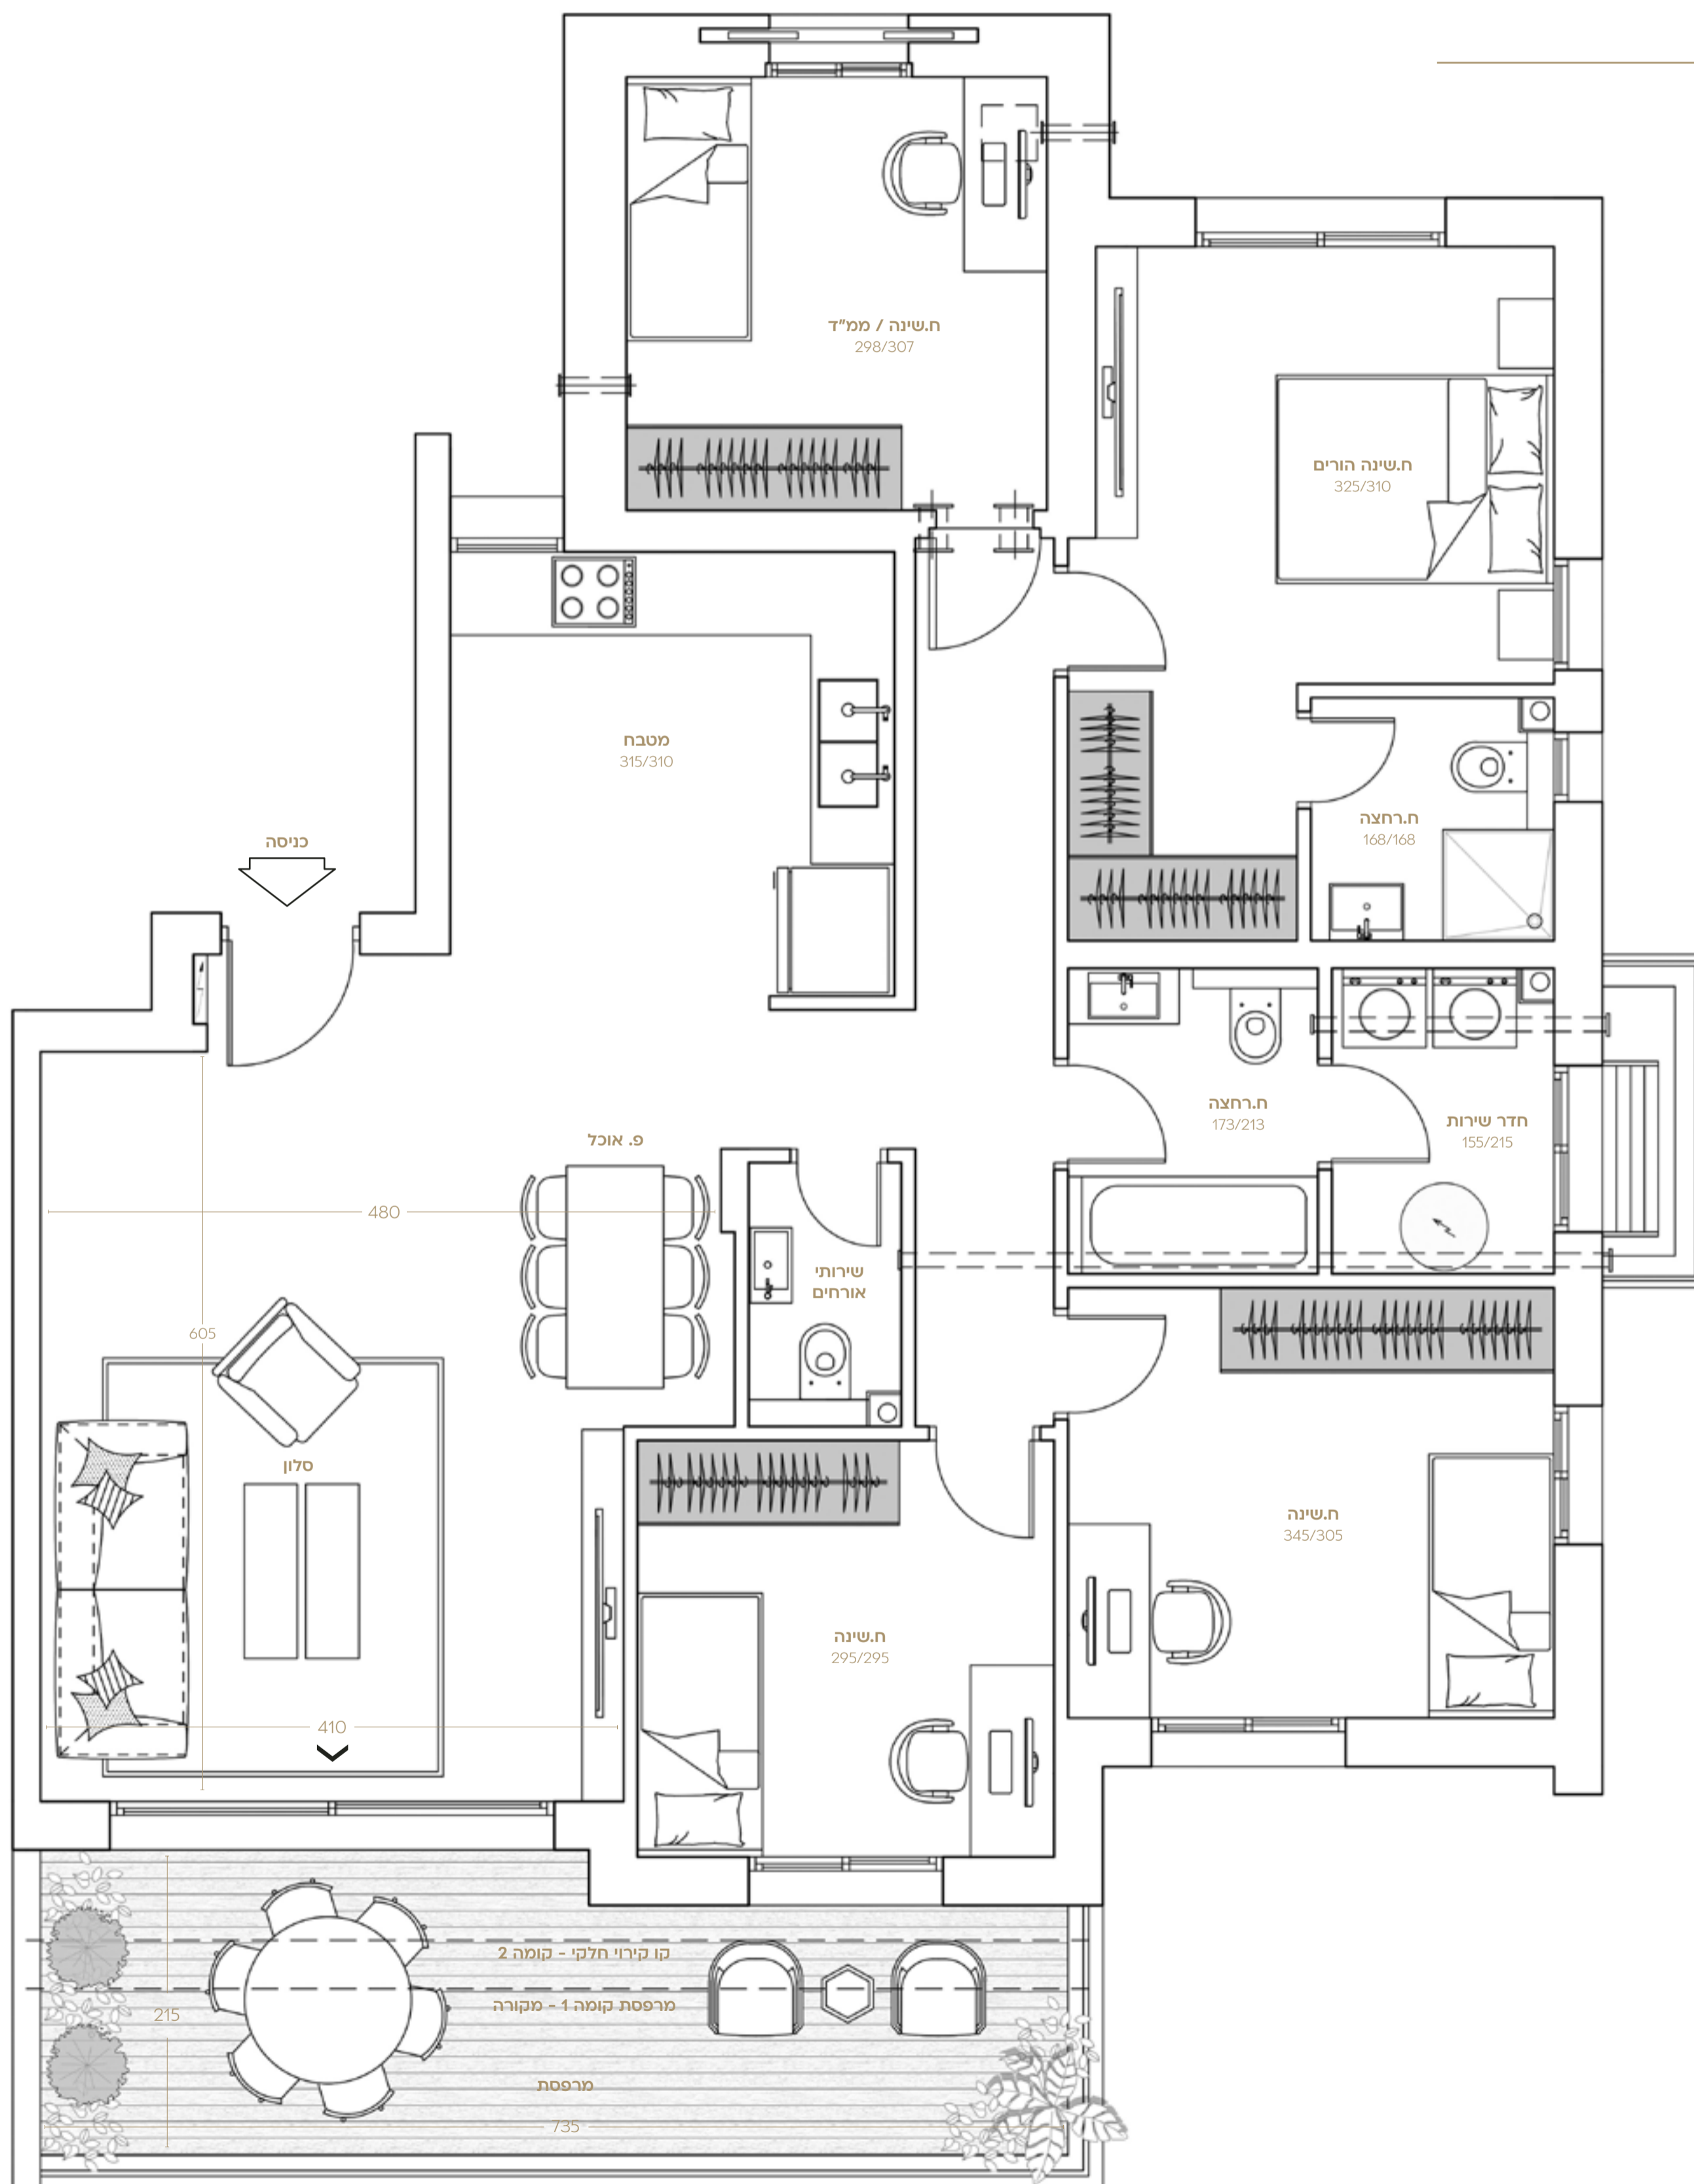 ח.שינה / ממ"ד
298/307
ח.שינה הורים
325/310
מטבח
315/310
כניסה
ח.רחצה
168/168
ח.רחצה
173/213
חדר שירות
155/215
פ. אוכל
480
שירותי
אורחים
605
סלון
ח.שינה
345/305
ח.שינה
295/295
410
קו קירוי חלקי - קומה 2
מרפסת קומה 1 - מקורה
215
מרפסת
735